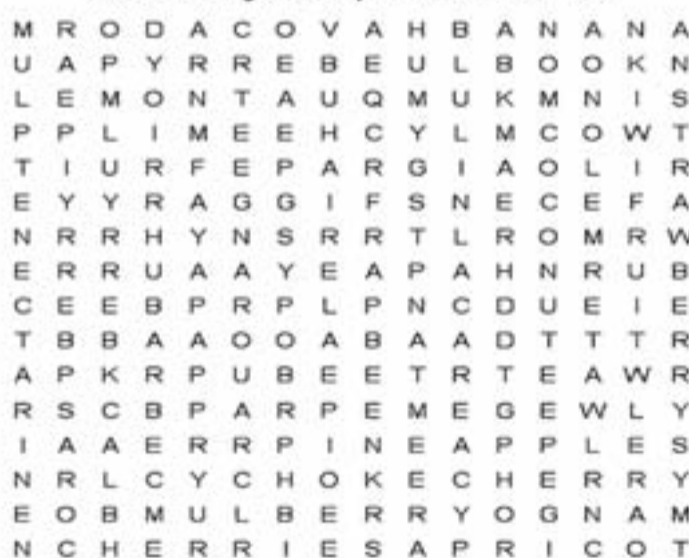 M R O D A C O V A H B A N A N A
U A P Y R R E B E U L B O O K N
L E M O N T A U Q M U K M N I S
P P L I M E E H C Y L M C O W T
T I U R F E P A R G I A O L I R
E Y Y R A G G I F S N E C E F A
N R R H Y N S R R T L R O M R W
E R R U A A Y E A P A H N R U B
C E E B P R P L P N C D U E I E
T B B A A O O A B A A D T T T R
A P K R P U B E E T R T E A W R
R S C B P A R P E M E G E W L Y
I A A E R R P I N E A P P L E S
N R L C Y C H O K E C H E R R Y
E O B M U L B E R R Y O G N A M
N C H E R R I E S A P R I C O T